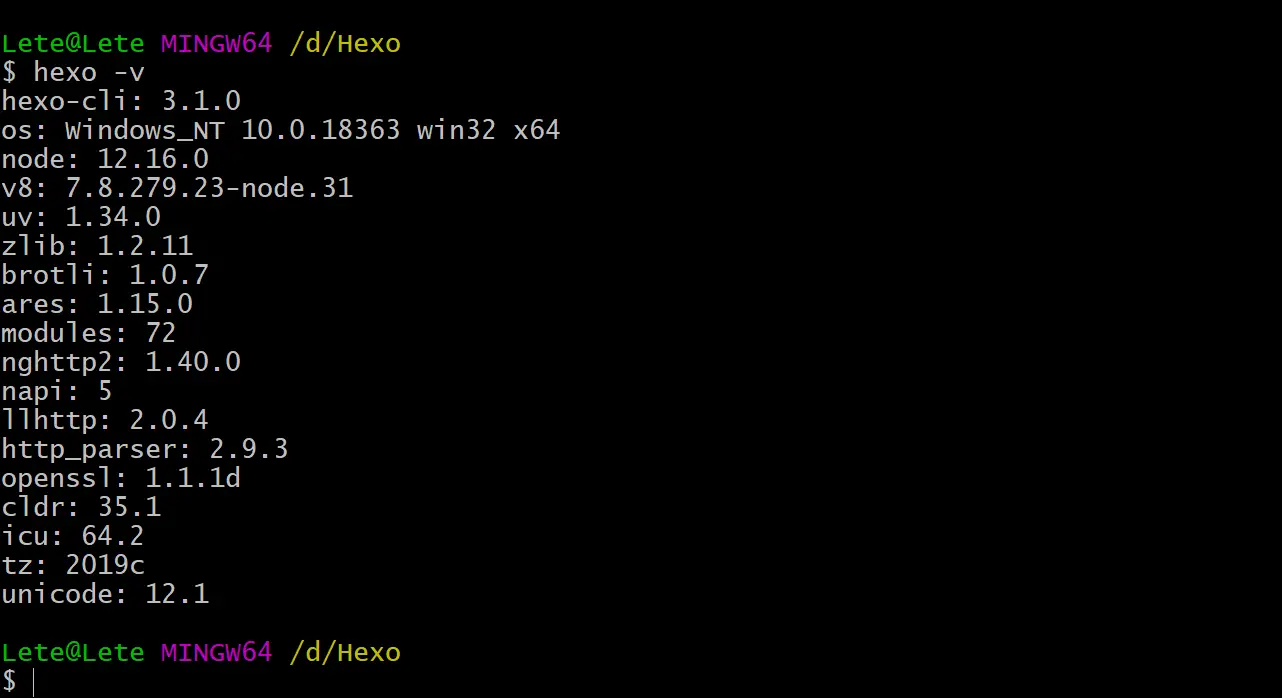 Lete@Lete MINGW64 /d/Hexo
$ hexo -v
hexo-cli: 3.1.0
os: Windows_NT 10.0.18363 win32 x64
node: 12.16.0
v8: 7.8.279.23-node.31
uv: 1.34.0
zlib: 1.2.11
brotli: 1.0.7
ares: 1.15.0
modules: 72
nghttp2: 1.40.0
napi: 5
llhttp: 2.0.4
http_parser: 2.9.3
openssl: 1.1.1d
cldr: 35.1
icu: 64.2
tz: 2019c
unicode: 12.1
Lete@Lete MINGW64 /d/Hexo
$